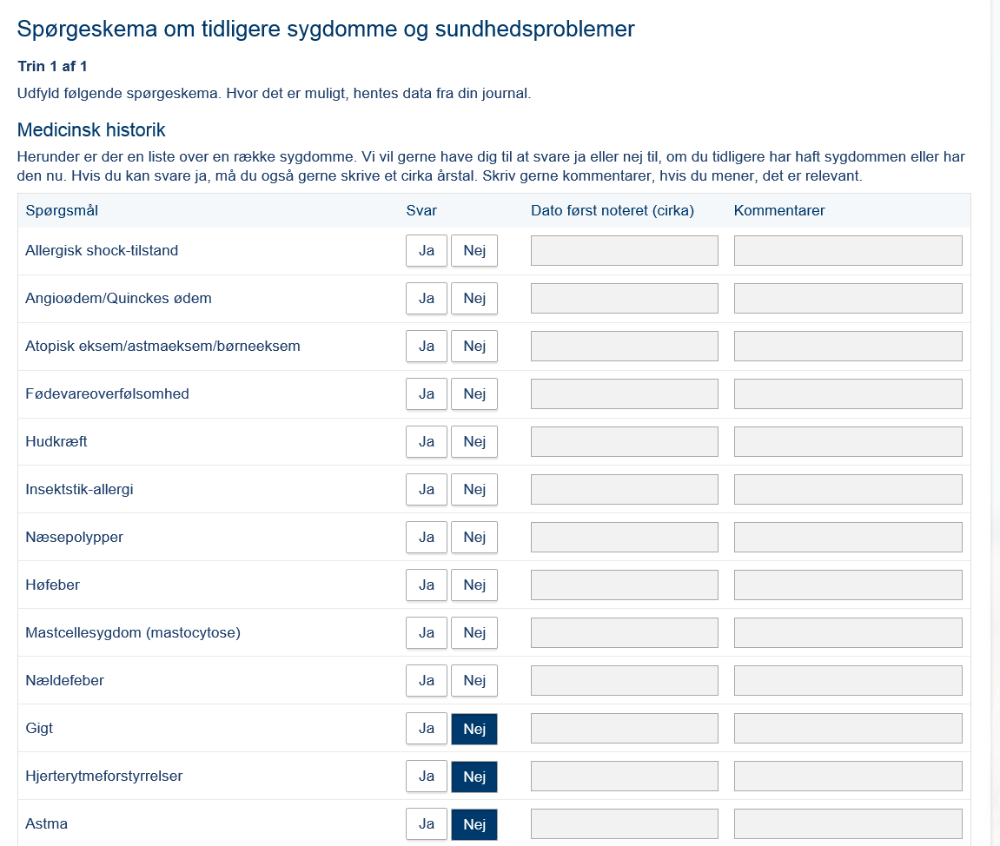 Spørgeskema om tidligere sygdomme og sundhedsproblemer
Trin 1 af 1
Udfyld følgende spørgeskema. Hvor det er muligt, hentes data fra din journal.
Medicinsk historik
Herunder er der en liste over en række sygdomme. Vi vil gerne have dig til at svare ja eller nej til, om du tidligere har haft sygdommen eller har
den nu. Hvis du kan svare ja, må du også gerne skrive et cirka årstal. Skriv gerne kommentarer, hvis du mener, det er relevant.
Spørgsmål Svar Dato først noteret (cirka) Kommentarer
Allergisk shock-tilstand Ja Nej
Angioødem/Quinckes ødem Ja Nej
Atopisk eksem/astmaeksem/børneeksem Ja Nej
Fødevareoverfølsomhed Ja Nej
Hudkræft Ja Nej
Insektstik-allergi Ja Nej
Næsepolypper Ja Nej
Høfeber Ja Nej
Mastcellesygdom (mastocytose) Ja Nej
Nældefeber Ja Nej
Gigt Ja Nej
Hjerterytmeforstyrrelser Ja Nej
Astma Ja Nej